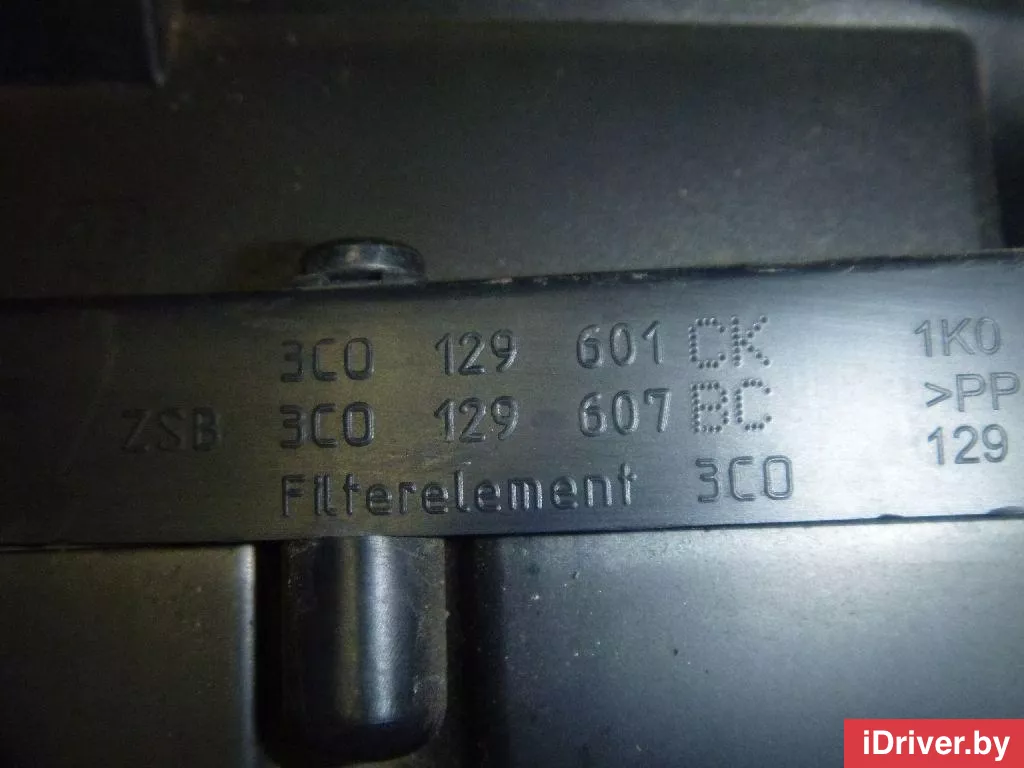 3C0 129 601 CK 1K0
ZSB 3C0 129 607 BC >PP
Filterelement 3C0 129
iDriver.by